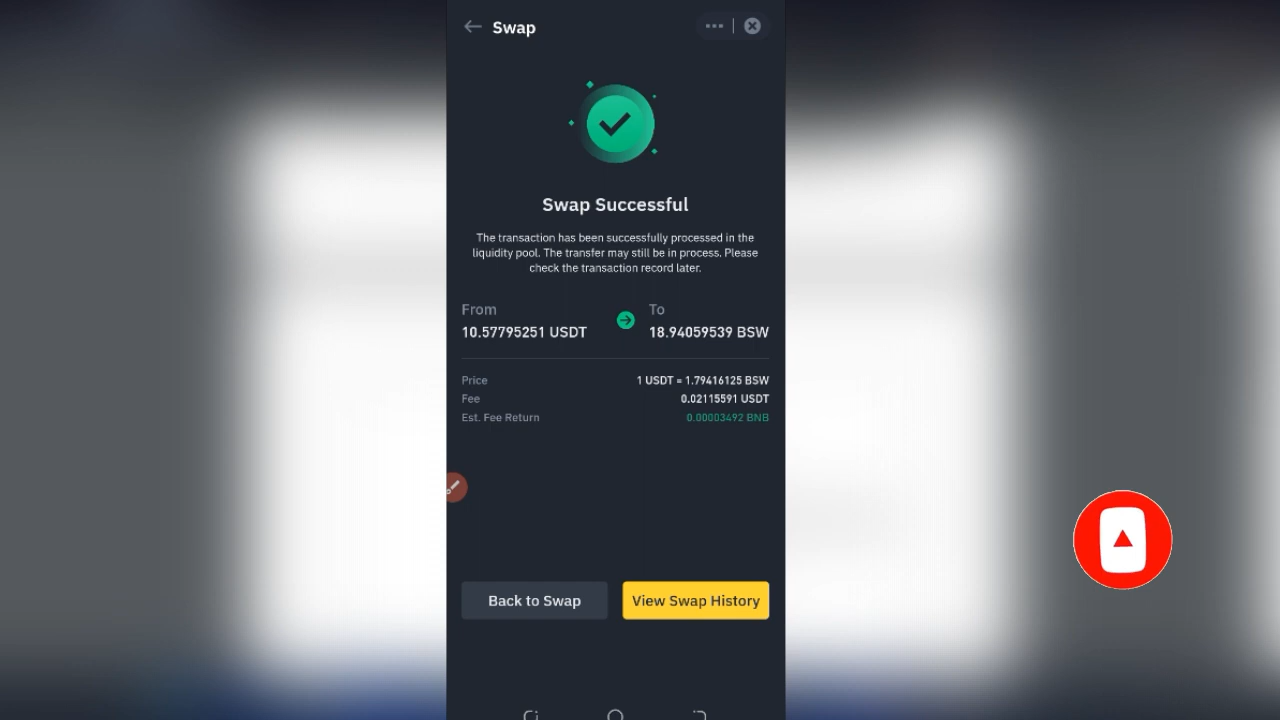 Swap
Swap Successful
The transaction has been successfully processed in the
liquidity pool. The transfer may still be in process. Please
check the transaction record later.
From
To
10.57795251 USDT
18.94059539 BSW
Price
1 USDT = 1.79416125 BSW
Fee
0.02115591 USDT
Est. Fee Return
0.00003492 BNB
Back to Swap
View Swap History